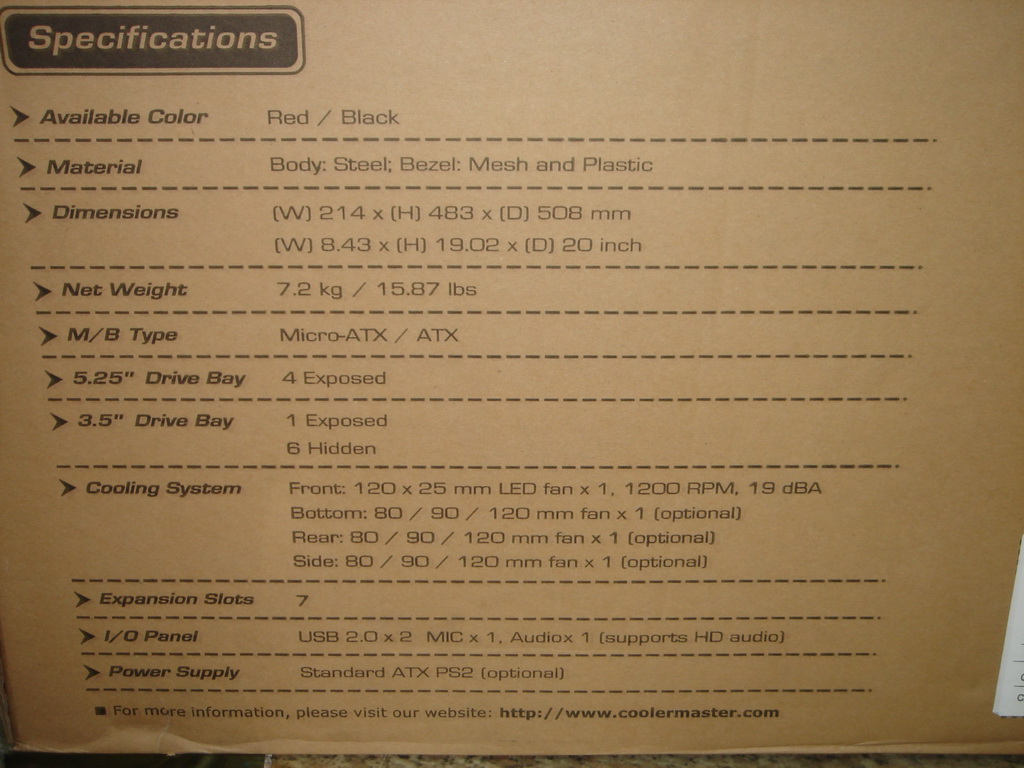 Specifications
Available Color Red / Black
Material Body: Steel; Bezel: Mesh and Plastic
Dimensions (W) 214 x (H) 483 x (D) 508 mm
(W) 8.43 x (H) 19.02 x (D) 20 inch
Net Weight 7.2 kg / 15.87 lbs
M/B Type Micro-ATX / ATX
5.25" Drive Bay 4 Exposed
3.5" Drive Bay 1 Exposed
6 Hidden
Cooling System Front: 120 x 25 mm LED fan x 1, 1200 RPM, 19 dBA
Bottom: 80 / 90 / 120 mm fan x 1 (optional)
Rear: 80 / 90 / 120 mm fan x 1 (optional)
Side: 80 / 90 / 120 mm fan x 1 (optional)
Expansion Slots 7
I/O Panel USB 2.0 x 2 MIC x 1, Audiox 1 (supports HD audio)
Power Supply Standard ATX PS2 (optional)
For more information, please visit our website: http://www.coolermaster.com